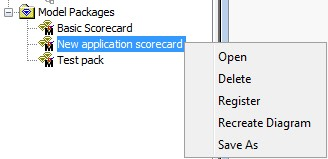 Model Packages
Basic Scorecard
New application scorecard
Test pack
Open
Delete
Register
Recreate Diagram
Save As